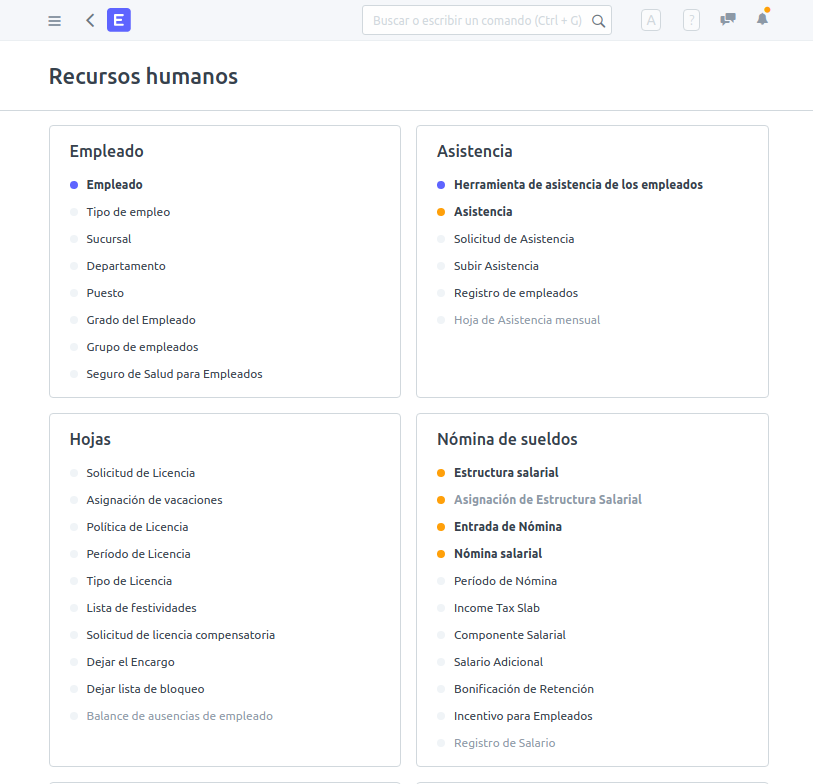 E
Buscar o escribir un comando (Ctrl + G)
A
?
Recursos humanos
Empleado
Empleado
Tipo de empleo
Sucursal
Departamento
Puesto
Grado del Empleado
Grupo de empleados
Seguro de Salud para Empleados
Asistencia
Herramienta de asistencia de los empleados
Asistencia
Solicitud de Asistencia
Subir Asistencia
Registro de empleados
Hoja de Asistencia mensual
Hojas
Solicitud de Licencia
Asignación de vacaciones
Política de Licencia
Período de Licencia
Tipo de Licencia
Lista de festividades
Solicitud de licencia compensatoria
Dejar el Encargo
Dejar lista de bloqueo
Balance de ausencias de empleado
Nómina de sueldos
Estructura salarial
Asignación de Estructura Salarial
Entrada de Nómina
Nómina salarial
Período de Nómina
Income Tax Slab
Componente Salarial
Salario Adicional
Bonificación de Retención
Incentivo para Empleados
Registro de Salario